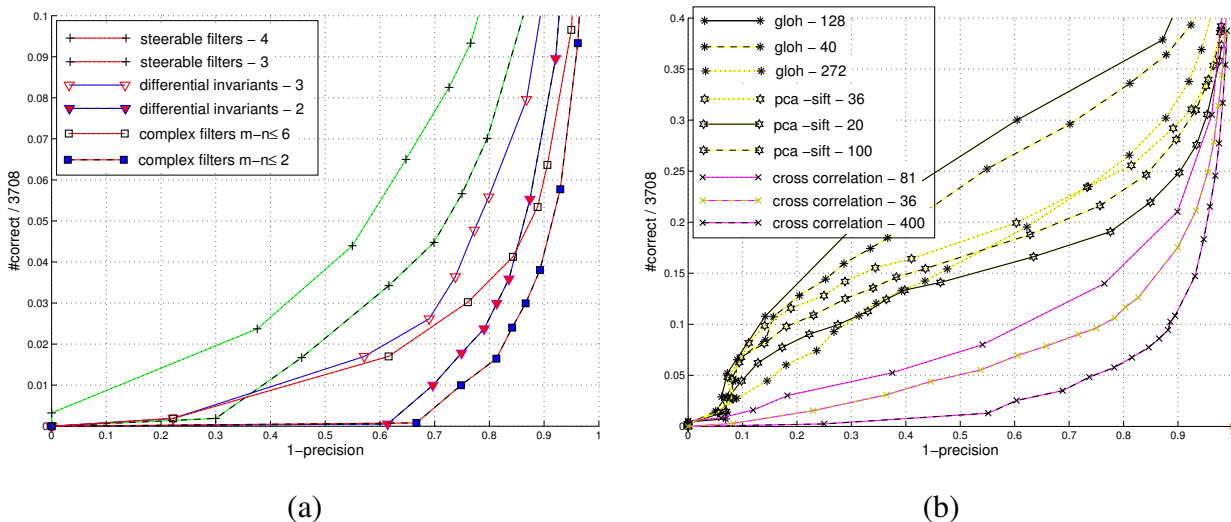 0.1
0.09
0.08
0.07
0.06
0.05
0.04
0.03
0.02
0.01
0
#correct / 3708
steerable filters − 4
steerable filters − 3
differential invariants − 3
differential invariants − 2
complex filters m−n≤ 6
complex filters m−n≤ 2
0 0.1 0.2 0.3 0.4 0.5 0.6 0.7 0.8 0.9 1
1−precision
(a)
0.4
0.35
0.3
0.25
0.2
0.15
0.1
0.05
0
#correct / 3708
gloh − 128
gloh − 40
gloh − 272
pca −sift − 36
pca −sift − 20
pca −sift − 100
cross correlation − 81
cross correlation − 36
cross correlation − 400
0 0.1 0.2 0.3 0.4 0.5 0.6 0.7 0.8 0.9
1−precision
(b)